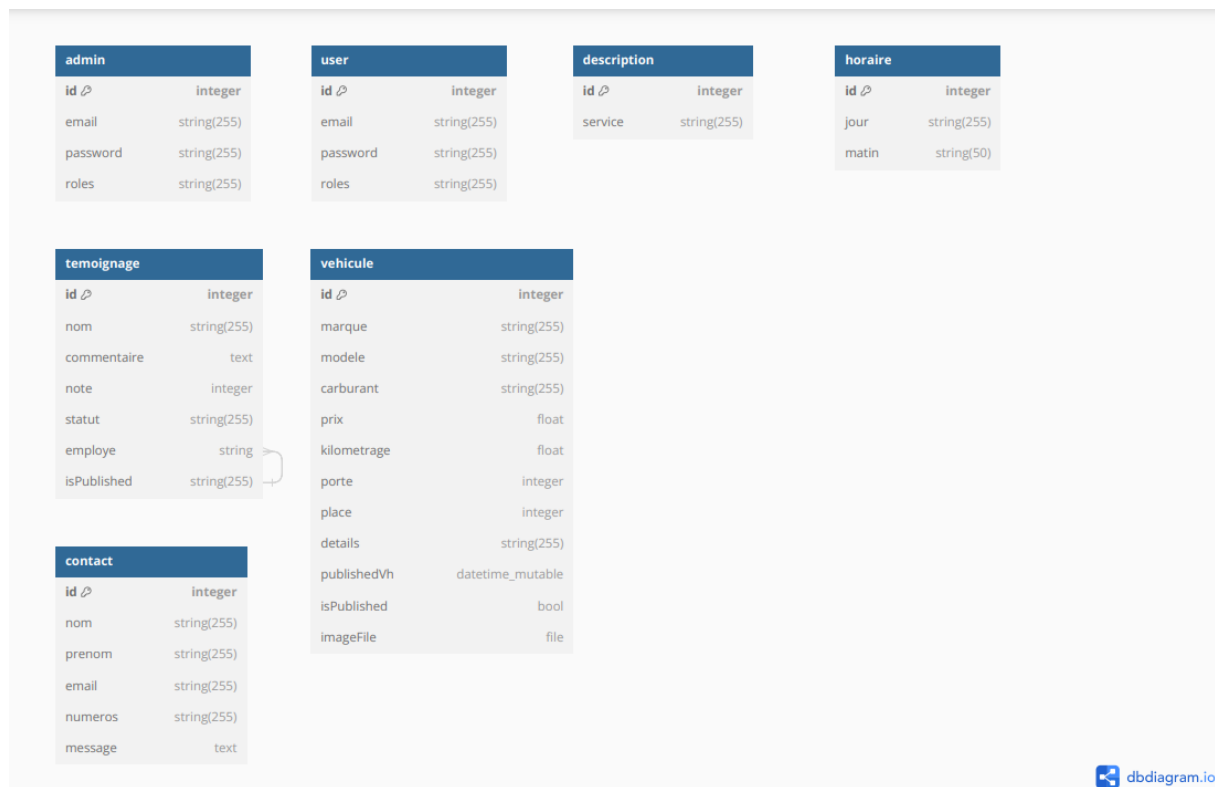 admin
id integer
email string(255)
password string(255)
roles string(255)
user
id integer
email string(255)
password string(255)
roles string(255)
description
id integer
service string(255)
horaire
id integer
jour string(255)
matin string(50)
temoignage
id integer
nom string(255)
commentaire text
note integer
statut string(255)
employe string
isPublished string(255)
vehicule
id integer
marque string(255)
modele string(255)
carburant string(255)
prix float
kilometrage float
porte integer
place integer
details string(255)
publishedVh datetime_mutable
isPublished bool
imageFile file
contact
id integer
nom string(255)
prenom string(255)
email string(255)
numeros string(255)
message text
dbdiagram.io